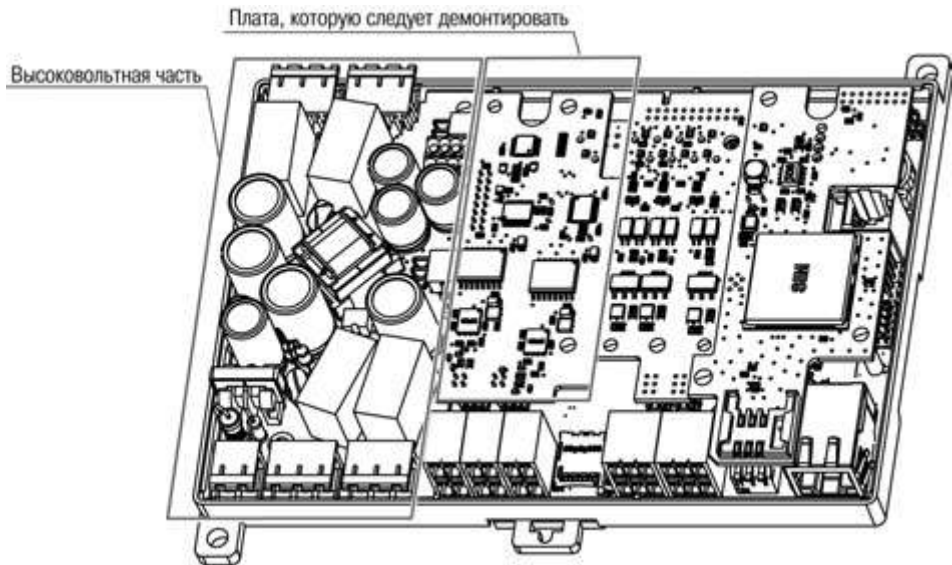 Плата, которую следует демонтировать
Высоковольтная часть